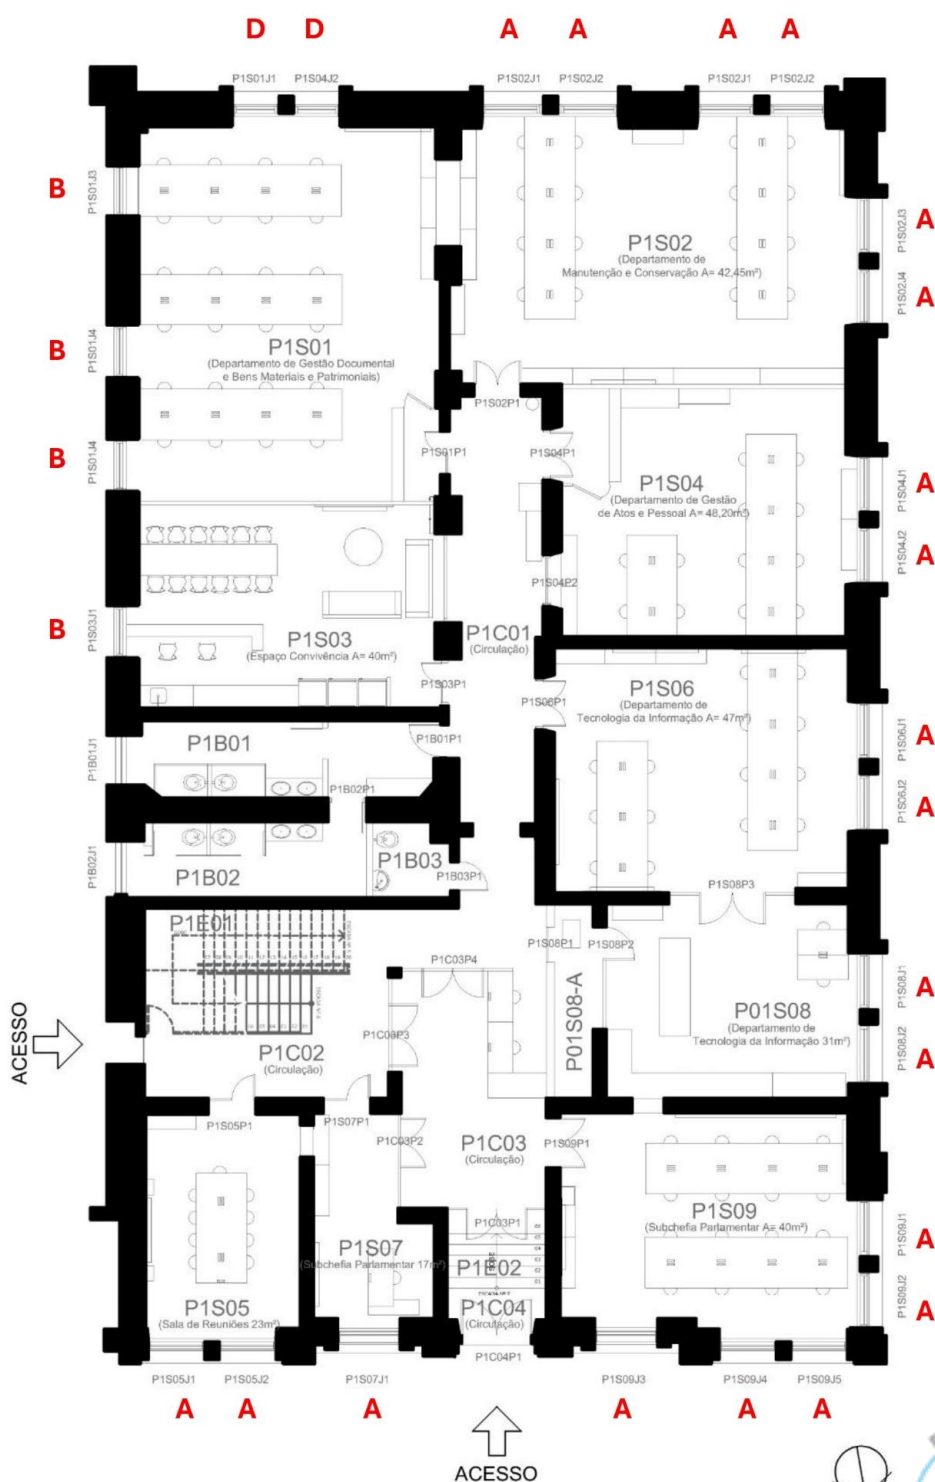 D D A A A A
P1S01J1 P1S04J2 P1S02J1 P1S02J2 P1S02J1 P1S02J2
B
P1S01J3
P1S02J3
A
P1S02
(Departamento de
Manutenção e Conservação A= 42,45m²)
P1S02J4
A
B
P1S01J4
P1S01
(Departamento de Gestão Documental
e Bens Materiais e Patrimoniais)
P1S02P1
B
P1S01J4
P1S01P1
P1S04P1
P1S04
(Departamento de Gestão
de Atos e Pessoal A= 48,20m²)
P1S04J1
A
P1S04J2
A
P1S04P2
B
P1S03J1
P1S03
(Espaço Convivência A= 40m²)
P1C01
(Circulação)
P1S03P1
P1S06P1
P1S06
(Departamento de
Tecnologia da Informação A= 47m²)
P1S06J1
A
P1S06J2
A
P1B01J1
P1B01
P1B01P1
P1B02P1
P1B02J1
P1B02
P1B03
P1B03P1
P1S08P3
P1E01
P1S08P1
P1S08P2
P1C03P4
P01S08-A
P1S08J1
A
P01S08
(Departamento de
Tecnologia da Informação 31m²)
P1S08J2
A
ACESSO
P1C02
(Circulação)
P1C03P3
P1S05P1
P1S07P1
P1C03P2
P1C03
(Circulação)
P1S09P1
P1S09
(Subchefia Parlamentar A= 40m²)
P1S09J1
A
P1S09J2
A
P1C03P1
P1S07
(Subchefia Parlamentar 17m²)
P1E02
P1S05
(Sala de Reuniões 23m²)
P1C04
(Circulação)
P1C04P1
P1S05J1 P1S05J2 P1S07J1 P1S09J3 P1S09J4 P1S09J5
A A A A A A
ACESSO